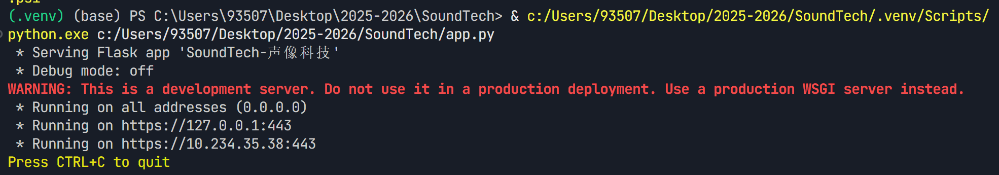 .ps1
(.venv) (base) PS C:\Users\93507\Desktop\2025-2026\SoundTech> & c:/Users/93507/Desktop/2025-2026/SoundTech/.venv/Scripts/
python.exe c:/Users/93507/Desktop/2025-2026/SoundTech/app.py
 * Serving Flask app 'SoundTech-声像科技'
 * Debug mode: off
WARNING: This is a development server. Do not use it in a production deployment. Use a production WSGI server instead.
 * Running on all addresses (0.0.0.0)
 * Running on https://127.0.0.1:443
 * Running on https://10.234.35.38:443
Press CTRL+C to quit